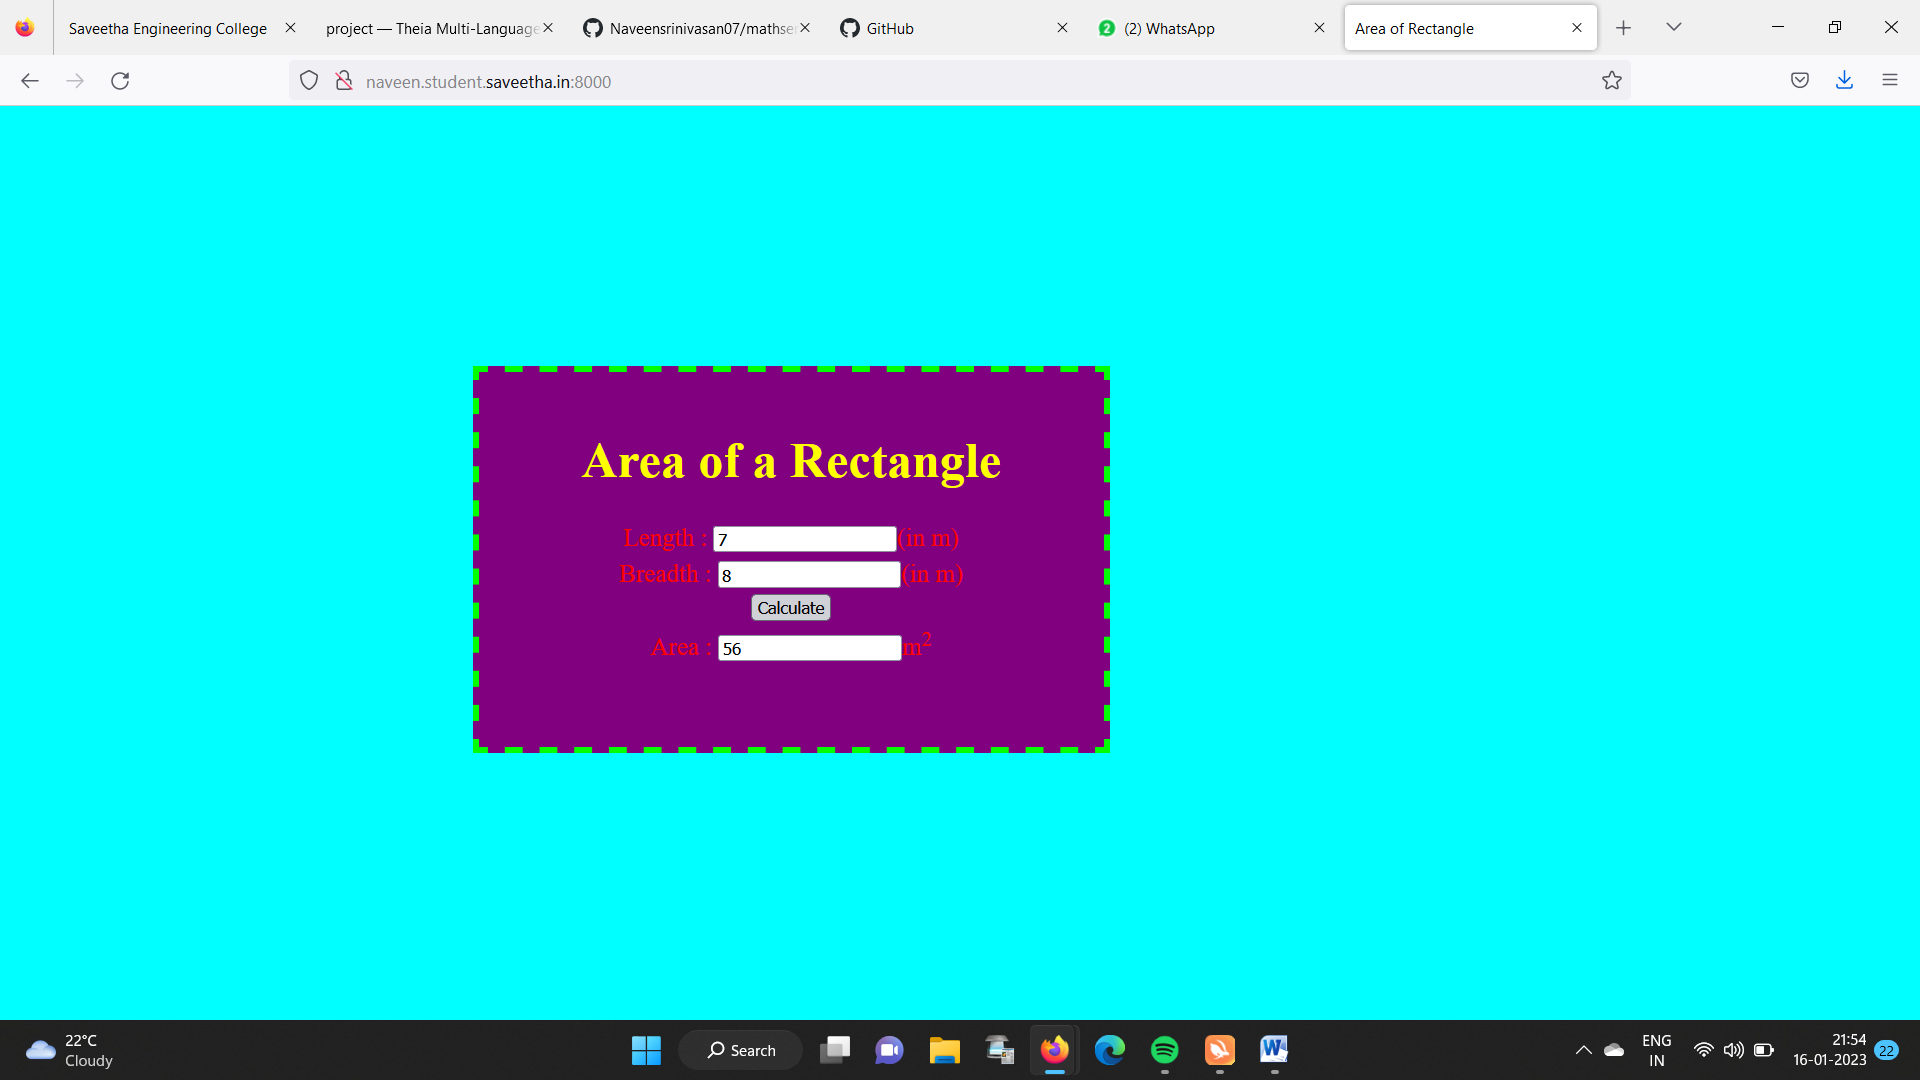 Saveetha Engineering College
project — Theia Multi-Language
Naveensrinivasan07/mathser
GitHub
(2) WhatsApp
Area of Rectangle
naveen.student.saveetha.in:8000
Area of a Rectangle
Length : 7 (in m)
Breadth : 8 (in m)
Calculate
Area : 56 m²
22°C
Cloudy
Search
ENG
IN
21:54
16-01-2023
22